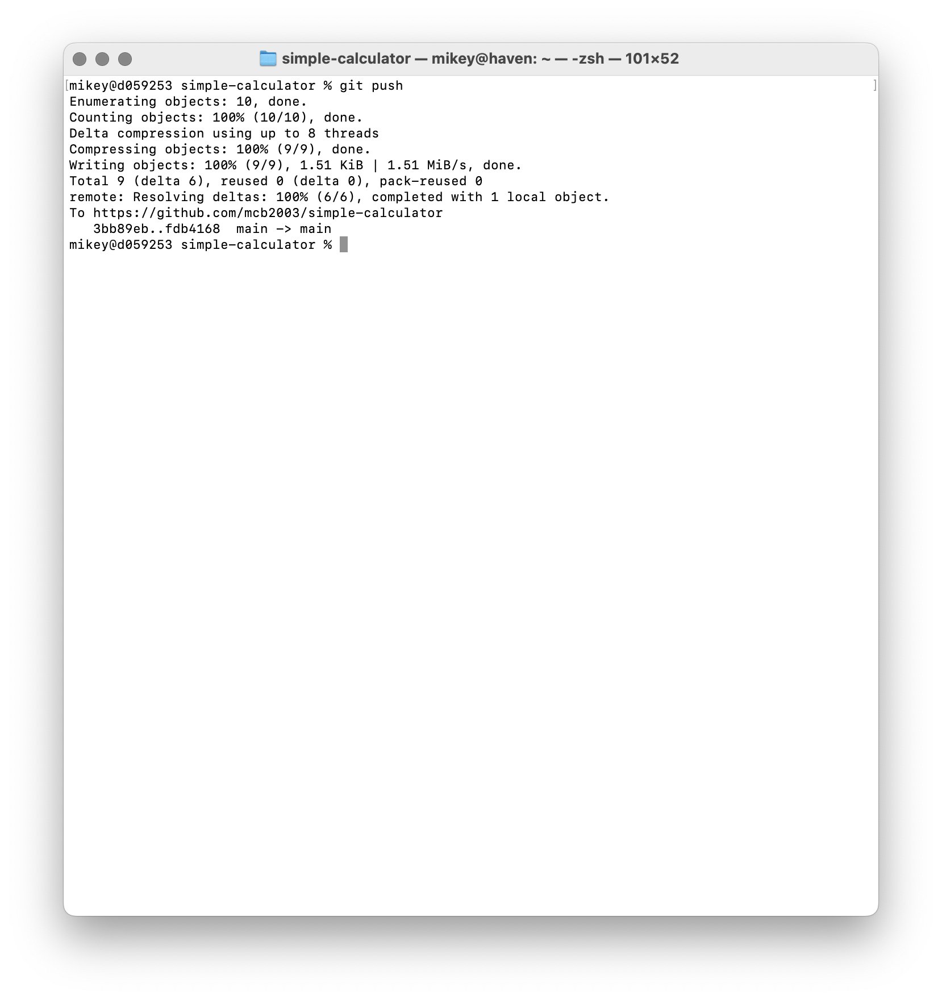 simple-calculator — mikey@haven: ~ — -zsh — 101×52
[mikey@d059253 simple-calculator % git push ]
Enumerating objects: 10, done.
Counting objects: 100% (10/10), done.
Delta compression using up to 8 threads
Compressing objects: 100% (9/9), done.
Writing objects: 100% (9/9), 1.51 KiB | 1.51 MiB/s, done.
Total 9 (delta 6), reused 0 (delta 0), pack-reused 0
remote: Resolving deltas: 100% (6/6), completed with 1 local object.
To https://github.com/mcb2003/simple-calculator
   3bb89eb..fdb4168  main -> main
mikey@d059253 simple-calculator %